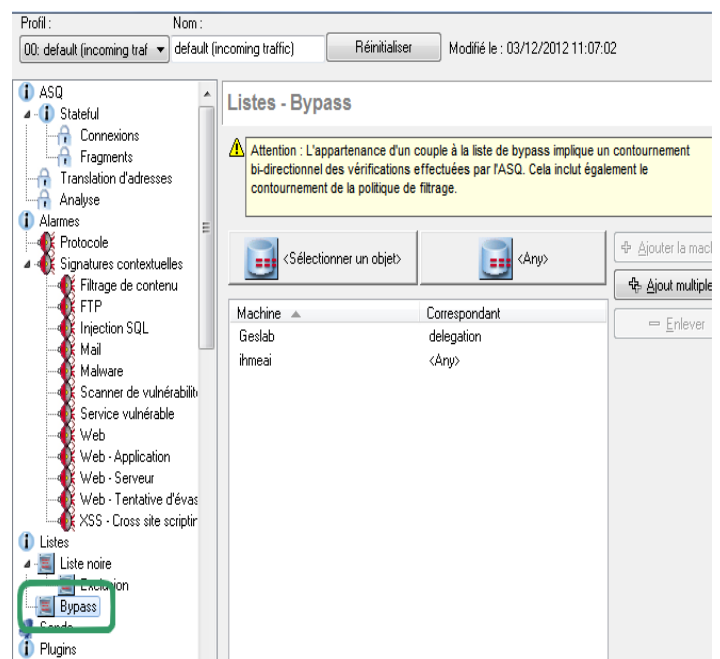 Profil :
Nom :
00: default (incoming traf
default (incoming traffic)
Réinitialiser
Modifié le : 03/12/2012 11:07:02
ASQ
Stateful
Connexions
Fragments
Translation d'adresses
Analyse
Alarmes
Protocole
Signatures contextuelles
Filtrage de contenu
FTP
Injection SQL
Mail
Malware
Scanner de vulnérabilit
Service vulnérable
Web
Web - Application
Web - Serveur
Web - Tentative d'évas
XSS - Cross site scriptir
Listes
Liste noire
Exclusion
Bypass
Sonde
Plugins
Listes - Bypass
Attention : L'appartenance d'un couple à la liste de bypass implique un contournement
bi-directionnel des vérifications effectuées par l'ASQ. Cela inclut également le
contournement de la politique de filtrage.
<Sélectionner un objet>
<Any>
Ajouter la mach
Ajout multiple
Enlever
Machine
Correspondant
Geslab
delegation
ihmeai
<Any>